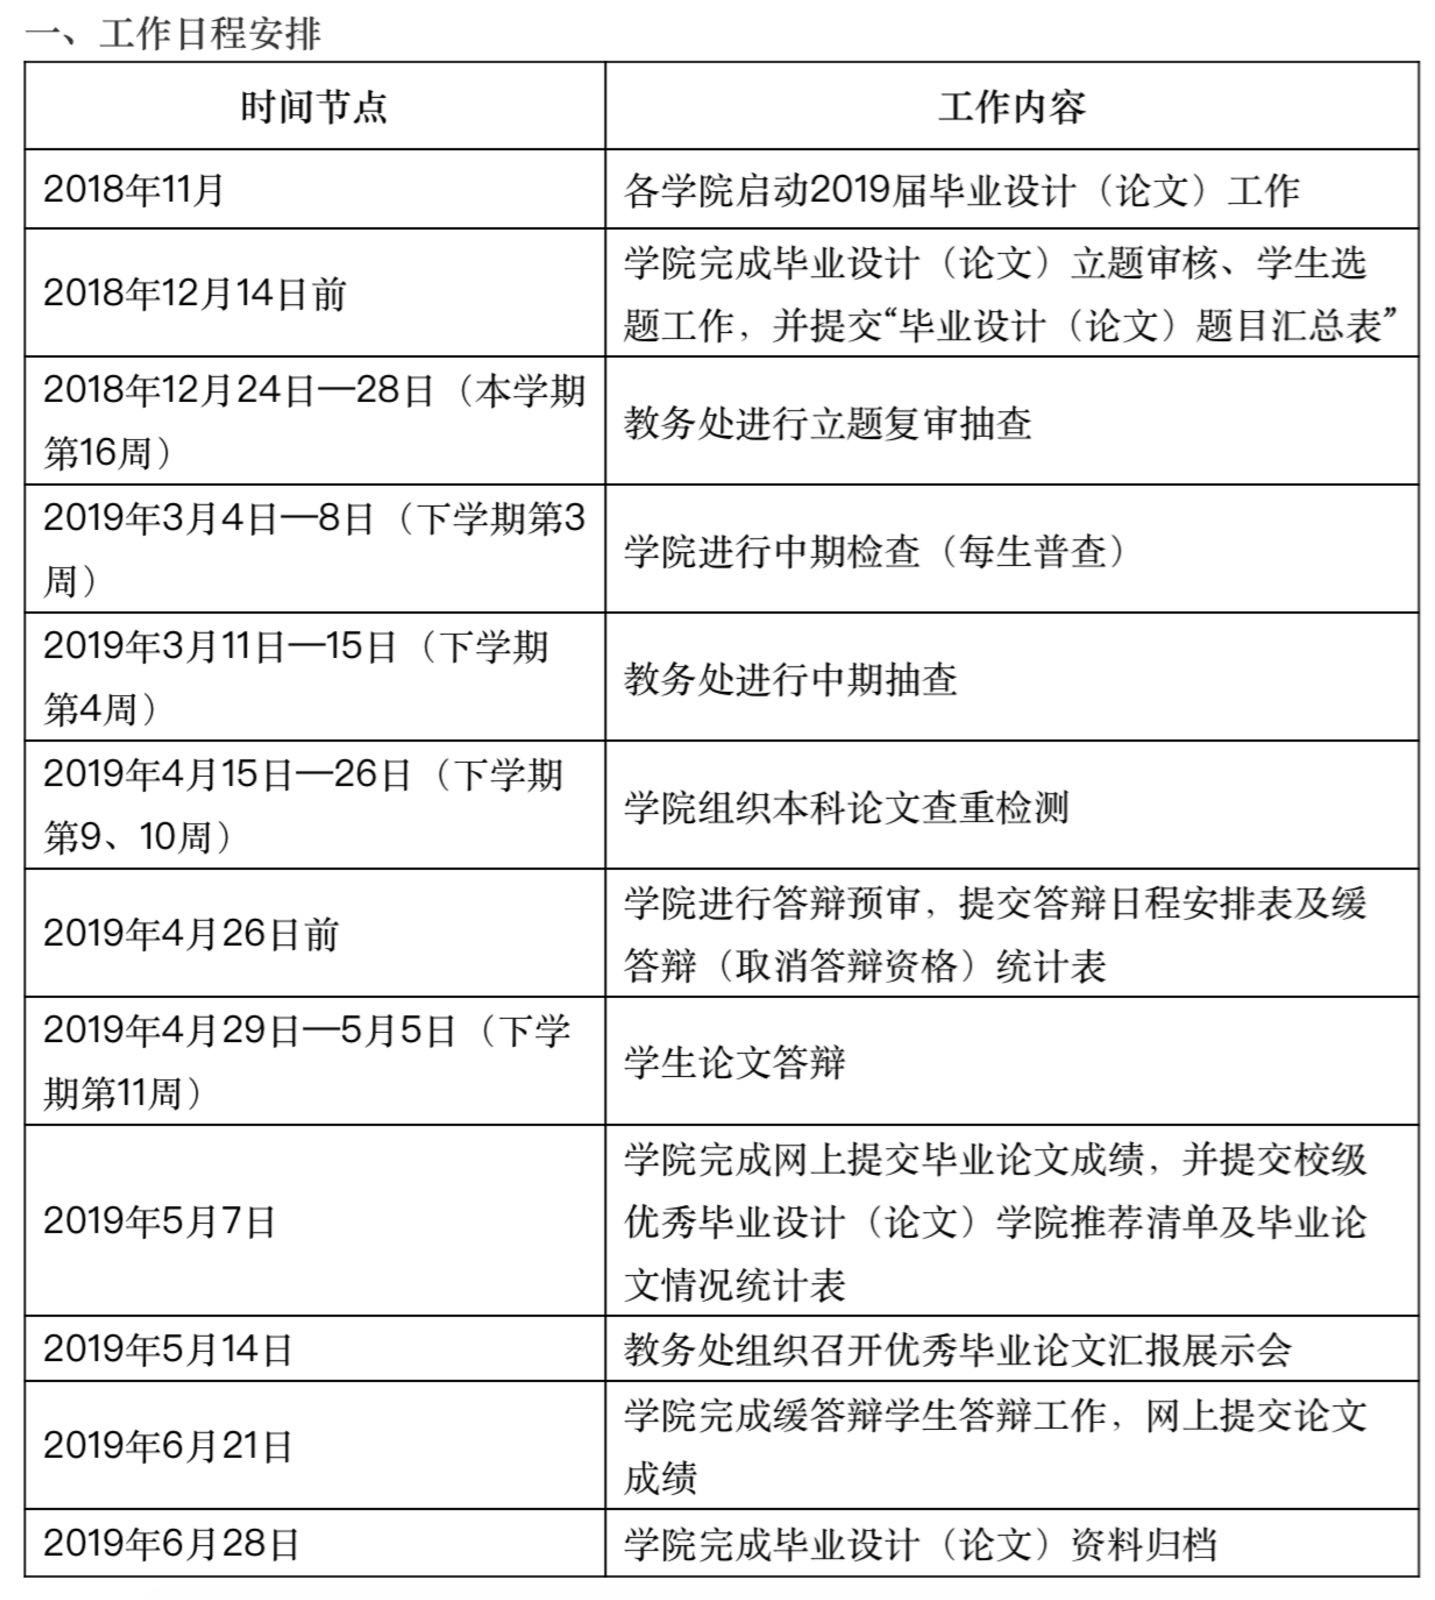 一、工作日程安排
时间节点
工作内容
2018年11月
各学院启动2019届毕业设计（论文）工作
2018年12月14日前
学院完成毕业设计（论文）立题审核、学生选
题工作，并提交“毕业设计（论文）题目汇总表”
2018年12月24日—28日（本学期
第16周）
教务处进行立题复审抽查
2019年3月4日—8日（下学期第3
周）
学院进行中期检查（每生普查）
2019年3月11日—15日（下学期
第4周）
教务处进行中期抽查
2019年4月15日—26日（下学期
第9、10周）
学院组织本科论文查重检测
2019年4月26日前
学院进行答辩预审，提交答辩日程安排表及缓
答辩（取消答辩资格）统计表
2019年4月29日—5月5日（下学
期第11周）
学生论文答辩
2019年5月7日
学院完成网上提交毕业论文成绩，并提交校级
优秀毕业设计（论文）学院推荐清单及毕业论
文情况统计表
2019年5月14日
教务处组织召开优秀毕业论文汇报展示会
2019年6月21日
学院完成缓答辩学生答辩工作，网上提交论文
成绩
2019年6月28日
学院完成毕业设计（论文）资料归档